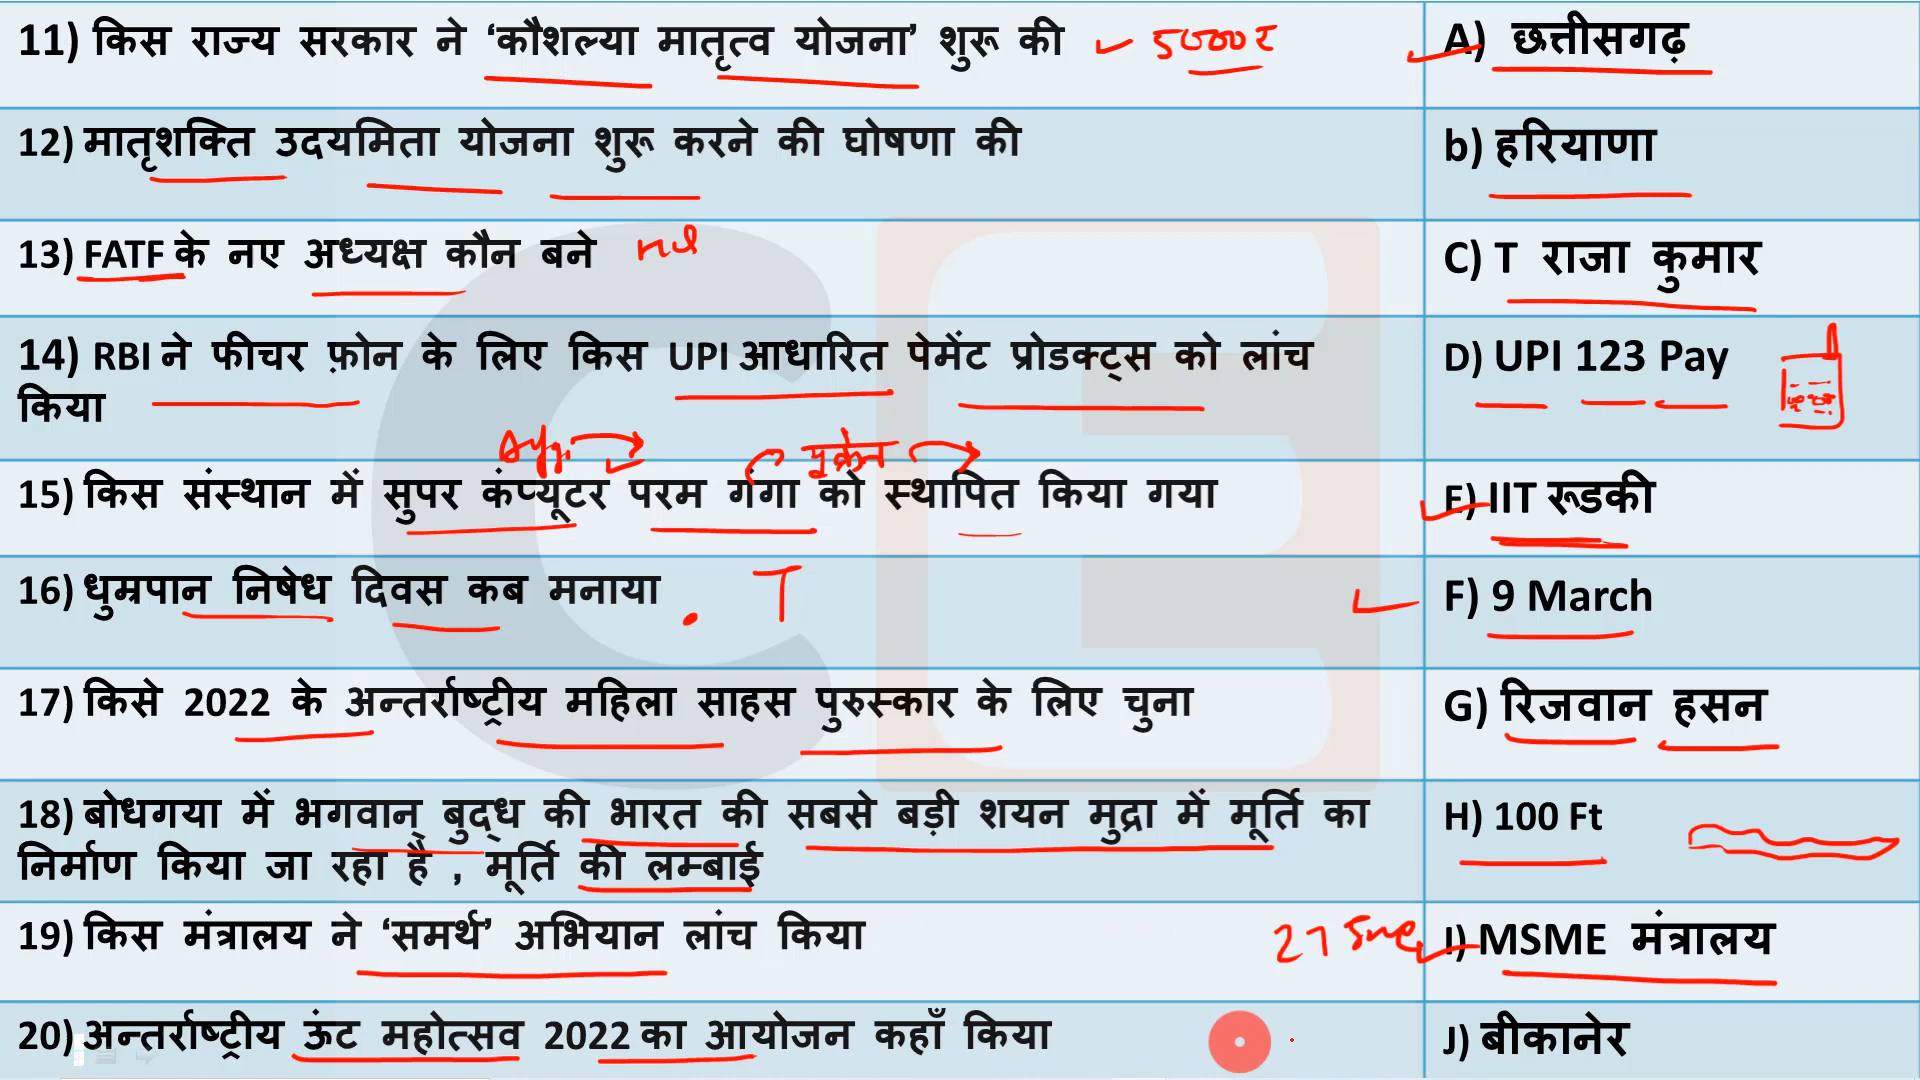 11) किस राज्य सरकार ने ‘कौशल्या मातृत्व योजना’ शुरू की 5000₹ A) छत्तीसगढ़
12) मातृशक्ति उदयमिता योजना शुरू करने की घोषणा की b) हरियाणा
13) FATF के नए अध्यक्ष कौन बने C) T राजा कुमार
14) RBI ने फीचर फ़ोन के लिए किस UPI आधारित पेमेंट प्रोडक्ट्स को लांच D) UPI 123 Pay
किया
15) किस संस्थान में सुपर कंप्यूटर परम गंगा को स्थापित किया गया E) IIT रूडकी
16) धुम्रपान निषेध दिवस कब मनाया T F) 9 March
17) किसे 2022 के अन्तर्राष्ट्रीय महिला साहस पुरुस्कार के लिए चुना G) रिजवान हसन
18) बोधगया में भगवान् बुद्ध की भारत की सबसे बड़ी शयन मुद्रा में मूर्ति का H) 100 Ft
निर्माण किया जा रहा है , मूर्ति की लम्बाई
19) किस मंत्रालय ने ‘समर्थ’ अभियान लांच किया 27 June I) MSME मंत्रालय
20) अन्तर्राष्ट्रीय ऊंट महोत्सव 2022 का आयोजन कहाँ किया J) बीकानेर
CE